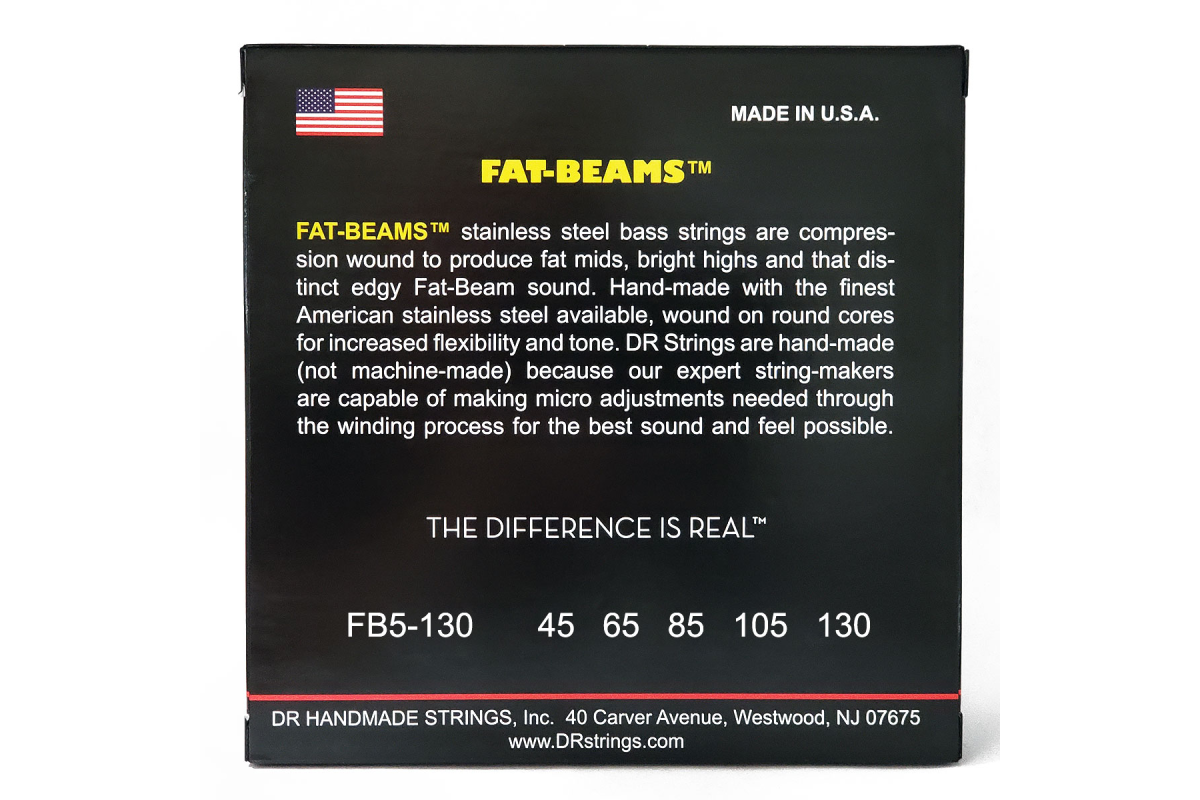 MADE IN U.S.A.
FAT-BEAMS™
FAT-BEAMS™ stainless steel bass strings are compres-
sion wound to produce fat mids, bright highs and that dis-
tinct edgy Fat-Beam sound. Hand-made with the finest
American stainless steel available, wound on round cores
for increased flexibility and tone. DR Strings are hand-made
(not machine-made) because our expert string-makers
are capable of making micro adjustments needed through
the winding process for the best sound and feel possible.
THE DIFFERENCE IS REAL™
FB5-130 45 65 85 105 130
DR HANDMADE STRINGS, Inc. 40 Carver Avenue, Westwood, NJ 07675
www.DRstrings.com